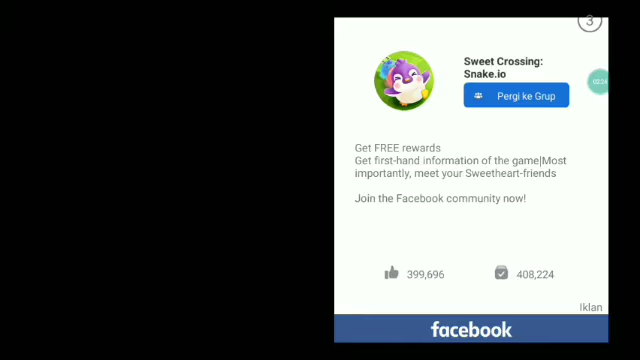 3
Sweet Crossing:
Snake.io
Pergi ke Grup
Get FREE rewards
Get first-hand information of the game|Most
importantly, meet your Sweetheart-friends
Join the Facebook community now!
399,696
408,224
Iklan
facebook